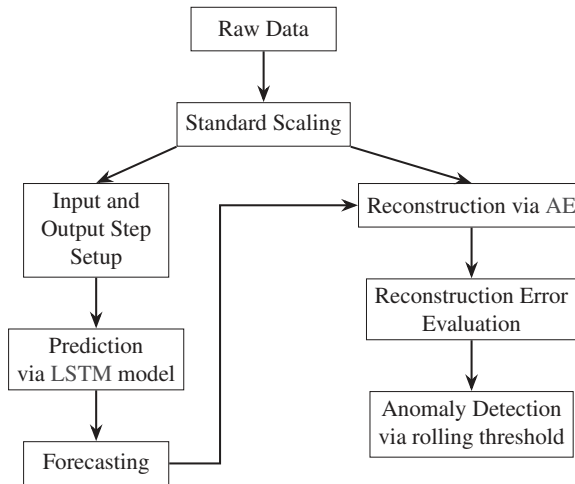 Raw Data
Standard Scaling
Input and
Output Step
Setup
Prediction
via LSTM model
Forecasting
Reconstruction via AE
Reconstruction Error
Evaluation
Anomaly Detection
via rolling threshold